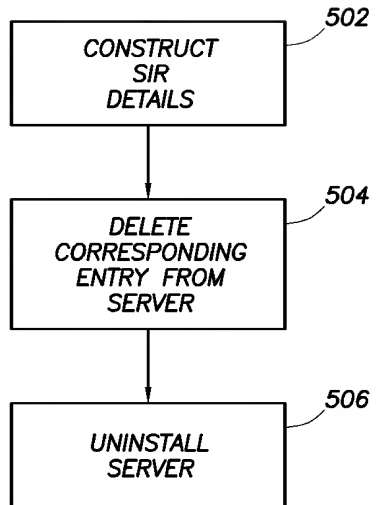 502
CONSTRUCT
SIR
DETAILS
504
DELETE
CORRESPONDING
ENTRY FROM
SERVER
506
UNINSTALL
SERVER